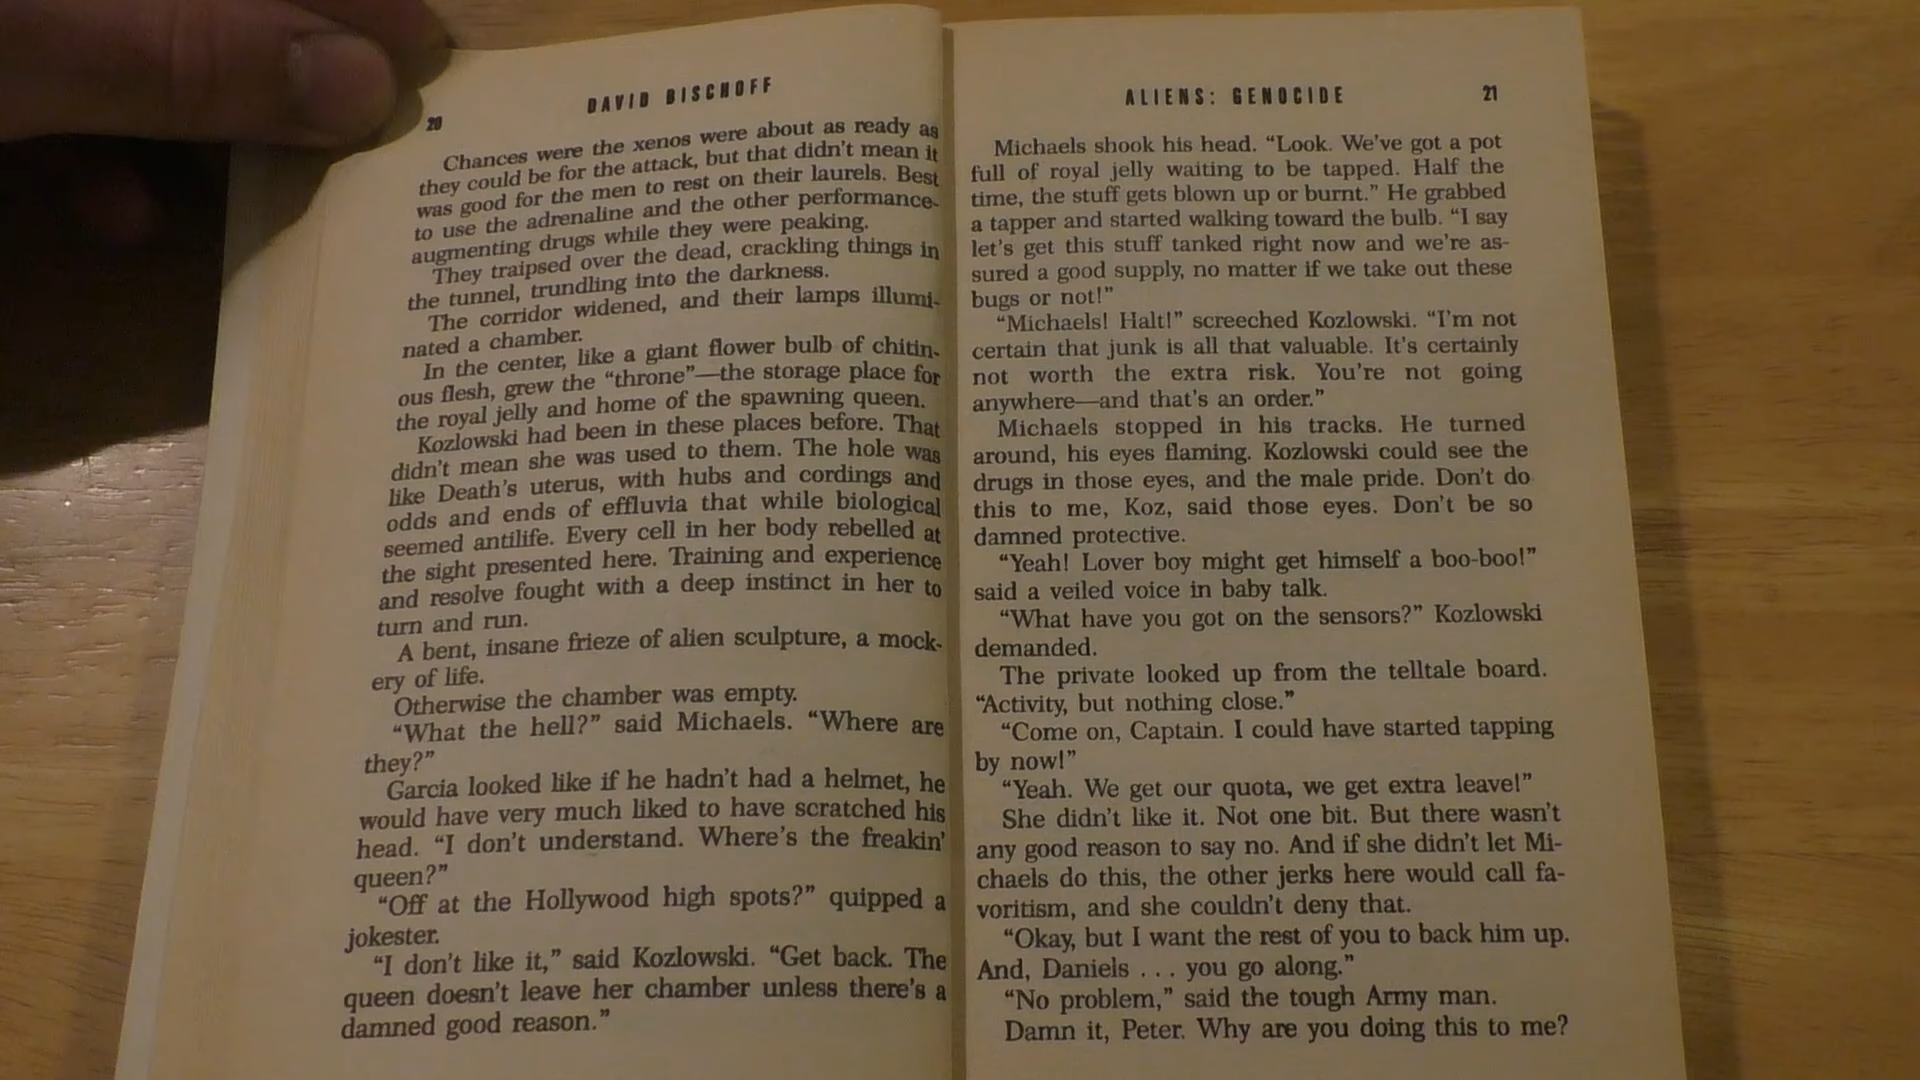 20
DAVID BISCHOFF
Chances were the xenos were about as ready as
they could be for the attack, but that didn't mean it
was good for the men to rest on their laurels. Best
to use the adrenaline and the other performance-
augmenting drugs while they were peaking.
They traipsed over the dead, crackling things in
the tunnel, trundling into the darkness.
The corridor widened, and their lamps illumi-
nated a chamber.
In the center, like a giant flower bulb of chitin-
ous flesh, grew the “throne”—the storage place for
the royal jelly and home of the spawning queen.
Kozlowski had been in these places before. That
didn't mean she was used to them. The hole was
like Death's uterus, with hubs and cordings and
odds and ends of effluvia that while biological
seemed antilife. Every cell in her body rebelled at
the sight presented here. Training and experience
and resolve fought with a deep instinct in her to
turn and run.
A bent, insane frieze of alien sculpture, a mock-
ery of life.
Otherwise the chamber was empty.
“What the hell?” said Michaels. “Where are
they?”
Garcia looked like if he hadn't had a helmet, he
would have very much liked to have scratched his
head. “I don't understand. Where's the freakin'
queen?”
“Off at the Hollywood high spots?” quipped a
jokester.
“I don't like it,” said Kozlowski. “Get back. The
queen doesn't leave her chamber unless there's a
damned good reason.”
ALIENS: GENOCIDE
21
Michaels shook his head. “Look. We've got a pot
full of royal jelly waiting to be tapped. Half the
time, the stuff gets blown up or burnt.” He grabbed
a tapper and started walking toward the bulb. “I say
let's get this stuff tanked right now and we're as-
sured a good supply, no matter if we take out these
bugs or not!”
“Michaels! Halt!” screeched Kozlowski. “I'm not
certain that junk is all that valuable. It's certainly
not worth the extra risk. You're not going
anywhere—and that's an order.”
Michaels stopped in his tracks. He turned
around, his eyes flaming. Kozlowski could see the
drugs in those eyes, and the male pride. Don't do
this to me, Koz, said those eyes. Don't be so
damned protective.
“Yeah! Lover boy might get himself a boo-boo!”
said a veiled voice in baby talk.
“What have you got on the sensors?” Kozlowski
demanded.
The private looked up from the telltale board.
“Activity, but nothing close.”
“Come on, Captain. I could have started tapping
by now!”
“Yeah. We get our quota, we get extra leave!”
She didn't like it. Not one bit. But there wasn't
any good reason to say no. And if she didn't let Mi-
chaels do this, the other jerks here would call fa-
voritism, and she couldn't deny that.
“Okay, but I want the rest of you to back him up.
And, Daniels . . . you go along.”
“No problem,” said the tough Army man.
Damn it, Peter. Why are you doing this to me?